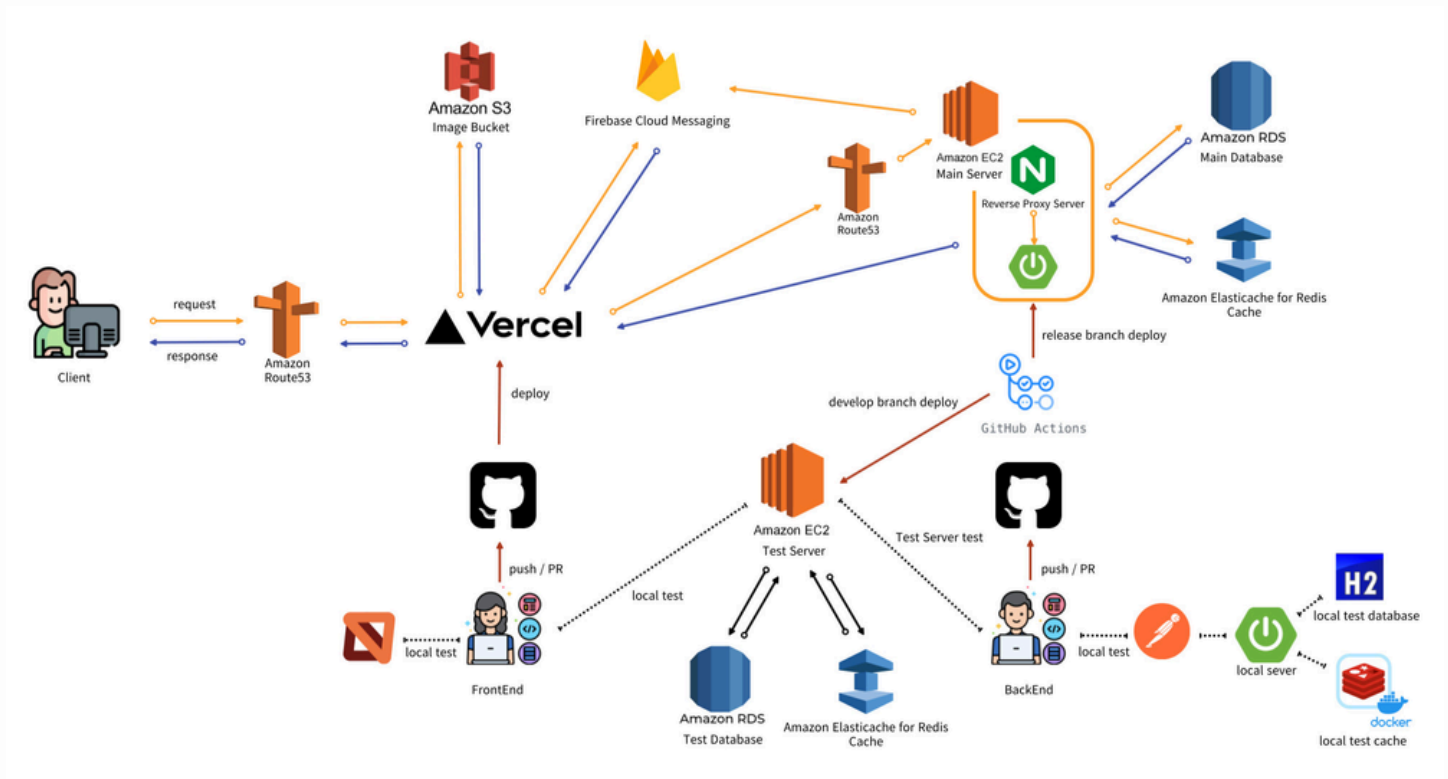 Amazon S3
Image Bucket
Firebase Cloud Messaging
Amazon EC2
Main Server
N
Reverse Proxy Server
Amazon RDS
Main Database
Amazon
Route53
Amazon Elasticache for Redis
Cache
request
response
Client
Amazon
Route53
Vercel
deploy
release branch deploy
develop branch deploy
GitHub Actions
Amazon EC2
Test Server
Test Server test
push / PR
local test
push / PR
local test
FrontEnd
Amazon RDS
Test Database
Amazon Elasticache for Redis
Cache
BackEnd
local test
local sever
H2
local test database
docker
local test cache